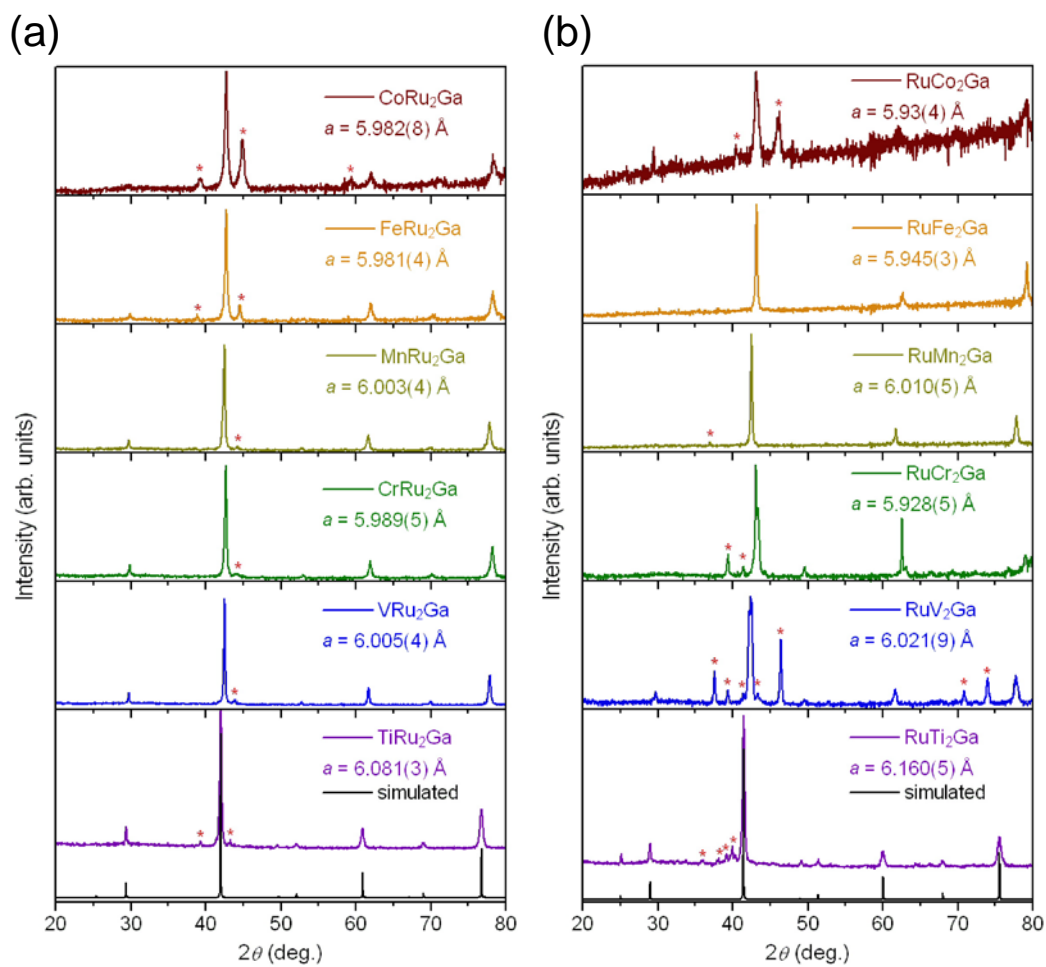 (a)
CoRu₂Ga
a = 5.982(8) Å
*
*
*
FeRu₂Ga
a = 5.981(4) Å
*
*
MnRu₂Ga
a = 6.003(4) Å
*
CrRu₂Ga
a = 5.989(5) Å
*
VRu₂Ga
a = 6.005(4) Å
*
TiRu₂Ga
a = 6.081(3) Å
simulated
*
*
20 30 40 50 60 70 80
2θ (deg.)
Intensity (arb. units)
(b)
RuCo₂Ga
a = 5.93(4) Å
*
*
RuFe₂Ga
a = 5.945(3) Å
RuMn₂Ga
a = 6.010(5) Å
*
RuCr₂Ga
a = 5.928(5) Å
*
*
RuV₂Ga
a = 6.021(9) Å
*
*
*
*
*
*
*
RuTi₂Ga
a = 6.160(5) Å
simulated
*
*
*
*
20 30 40 50 60 70 80
2θ (deg.)
Intensity (arb. units)